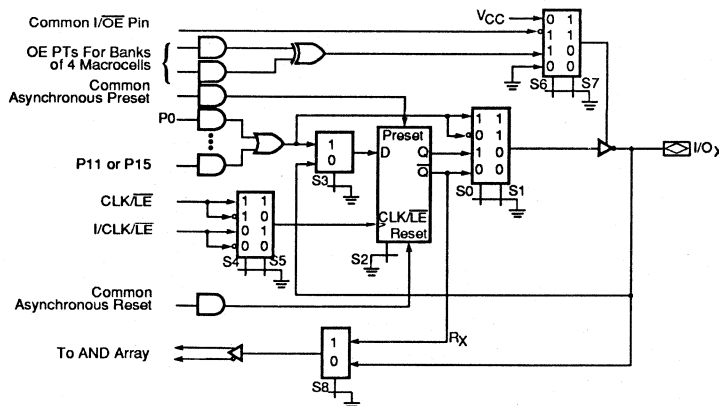 Common I/OE Pin
VCC
0 1
1 1
1 0
0 0
S6 S7
OE PTs For Banks
of 4 Macrocells
Common
Asynchronous Preset
P0
P11 or P15
1
0
S3
Preset
D Q
Q
CLK/LE
Reset
S2
1 1
0 1
1 0
0 0
S0 S1
I/OX
CLK/LE
I/CLK/LE
1 1
1 0
0 1
0 0
S4 S5
Common
Asynchronous Reset
RX
To AND Array
1
0
S8